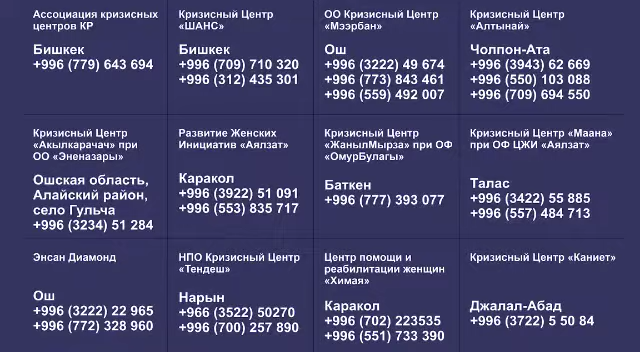 Ассоциация кризисных
центров КР
Бишкек
+996 (779) 643 694
Кризисный Центр
«ШАНС»
Бишкек
+996 (709) 710 320
+996 (312) 435 301
ОО Кризисный Центр
«Мээрбан»
Ош
+996 (3222) 49 674
+996 (773) 843 461
+996 (559) 492 007
Кризисный Центр
«Алтынай»
Чолпон-Ата
+996 (3943) 62 669
+996 (550) 103 088
+996 (709) 694 550
Кризисный Центр
«Акылкарачач» при
ОО «Эненазары»
Ошская область,
Алайский район,
село Гульча
+996 (3234) 51 284
Развитие Женских
Инициатив «Аялзат»
Каракол
+996 (3922) 51 091
+996 (553) 835 717
Кризисный Центр
«ЖанылМырза» при ОФ
«ОмурБулагы»
Баткен
+996 (777) 393 077
Кризисный Центр «Маана»
при ОФ ЦЖИ «Аялзат»
Талас
+996 (3422) 55 885
+996 (557) 484 713
Энсан Диамонд
Ош
+996 (3222) 22 965
+996 (772) 328 960
НПО Кризисный Центр
«Тендеш»
Нарын
+966 (3522) 50270
+996 (700) 257 890
Центр помощи и
реабилитации женщин
«Химая»
Каракол
+996 (702) 223535
+996 (551) 733 390
Кризисный Центр «Каниет»
Джалал-Абад
+996 (3722) 5 50 84